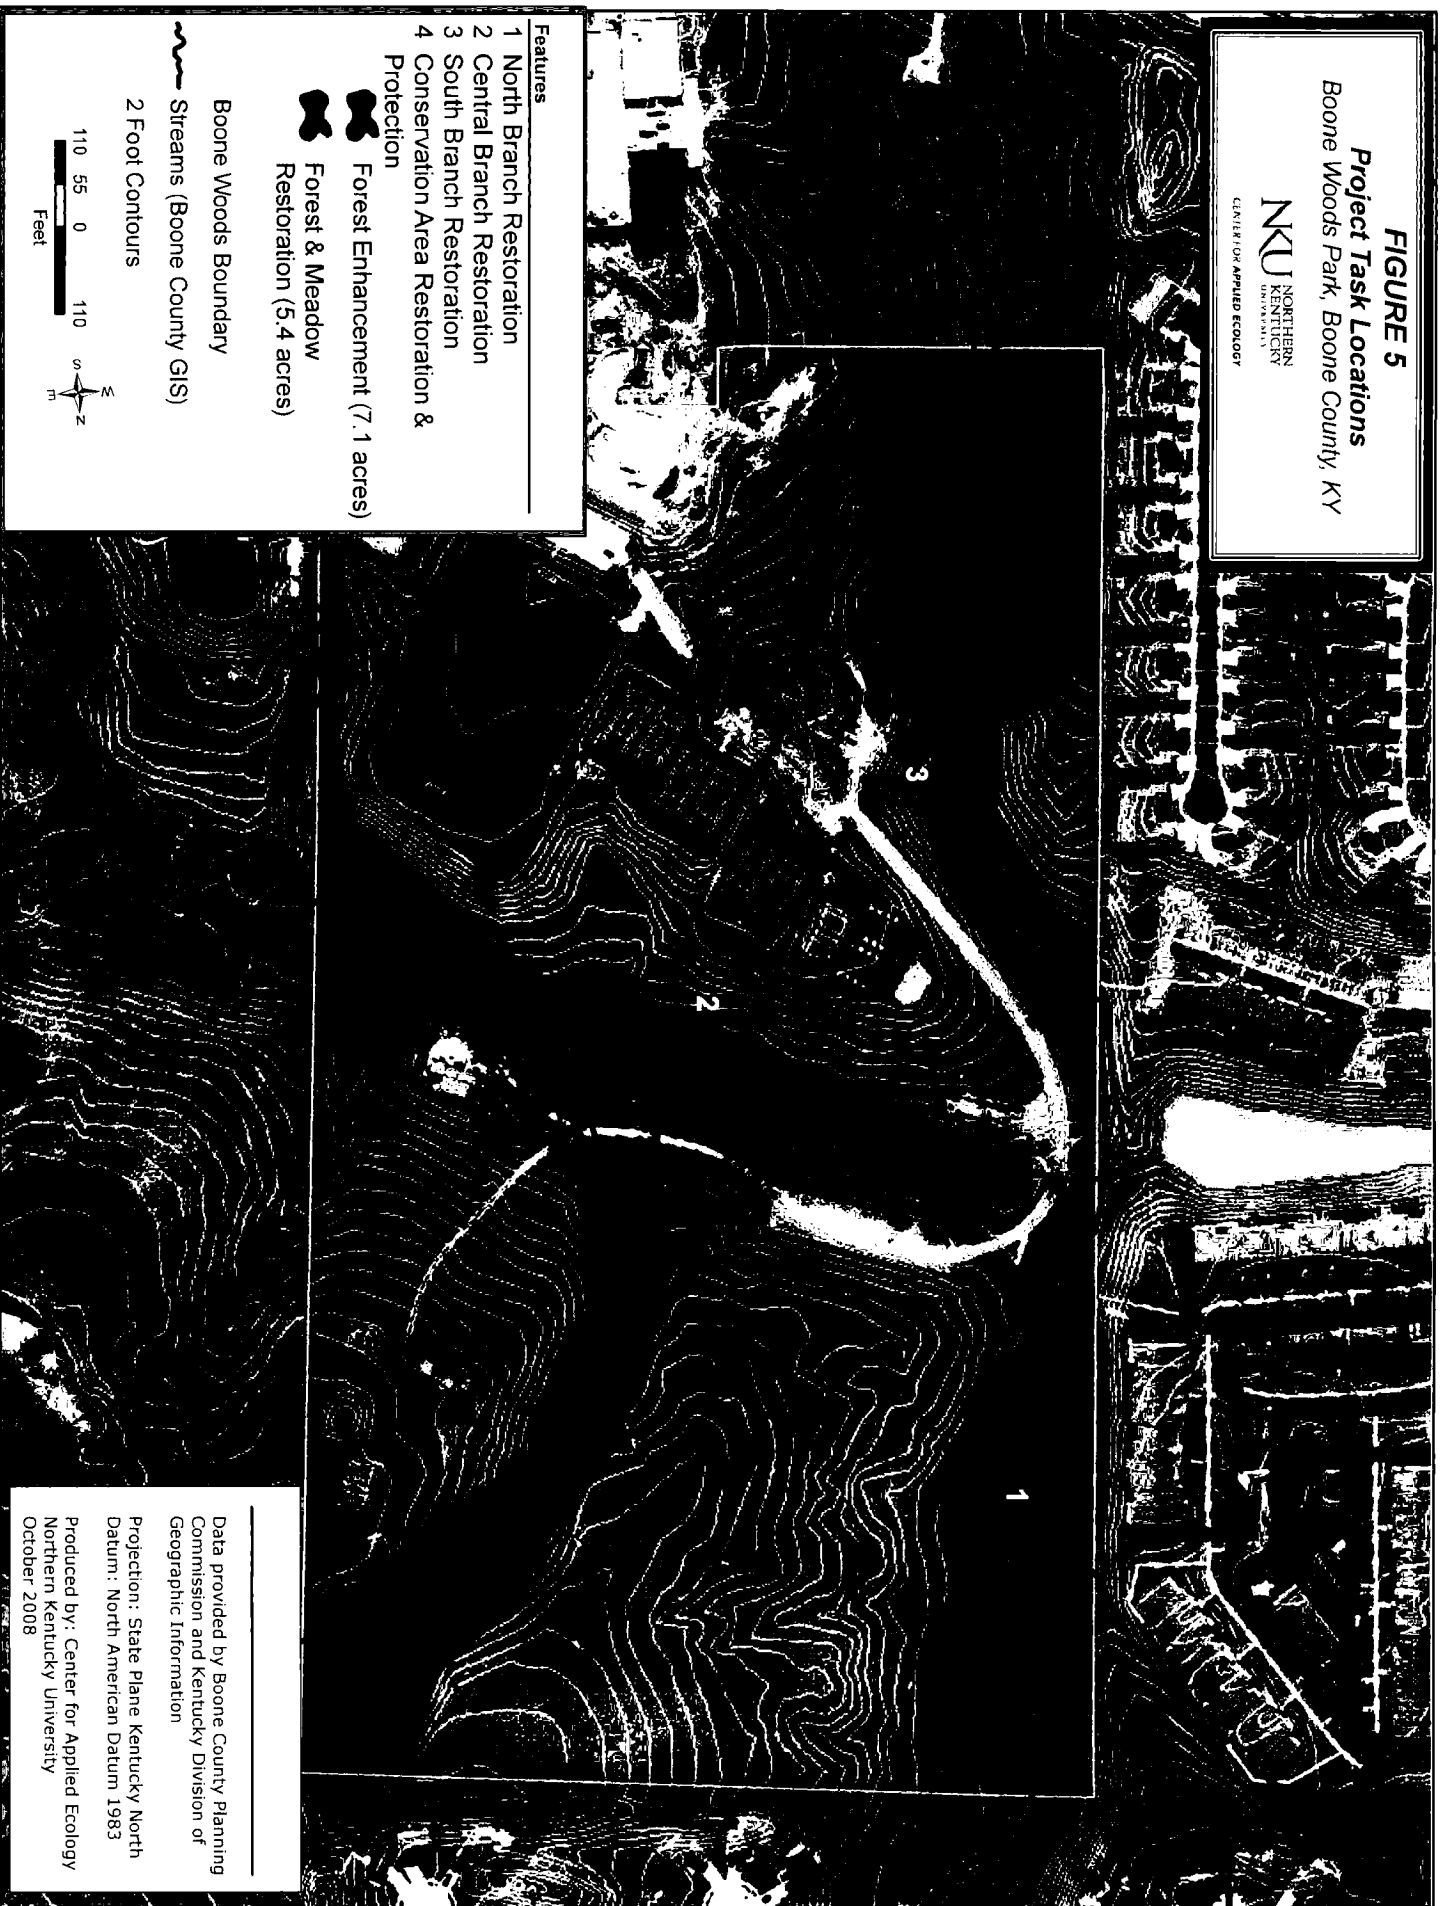 FIGURE 5
Project Task Locations
Boone Woods Park, Boone County, KY
NKU
NORTHERN
KENTUCKY
UNIVERSITY
CENTER FOR APPLIED ECOLOGY
Features
1 North Branch Restoration
2 Central Branch Restoration
3 South Branch Restoration
4 Conservation Area Restoration &
Protection
Forest Enhancement (7.1 acres)
Forest & Meadow
Restoration (5.4 acres)
Boone Woods Boundary
Streams (Boone County GIS)
2 Foot Contours
110 55 0 110
Feet
N
E
S
W
3
2
1
Data provided by Boone County Planning
Commission and Kentucky Division of
Geographic Information
Projection: State Plane Kentucky North
Datum: North American Datum 1983
Produced by: Center for Applied Ecology
Northern Kentucky University
October 2008